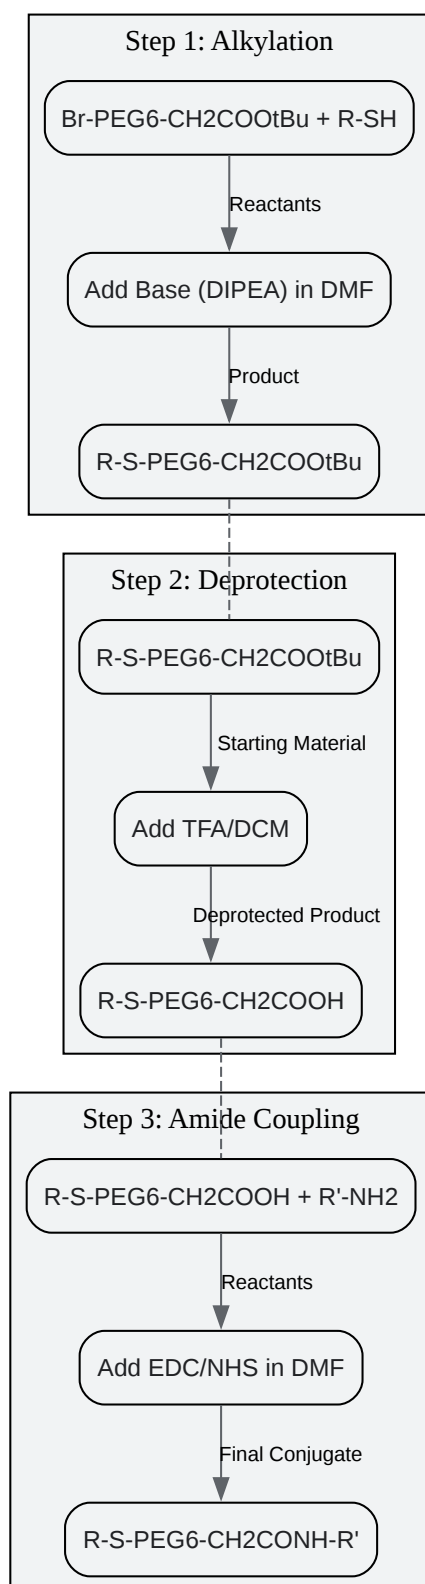 Step 1: Alkylation
Br-PEG6-CH2COOtBu + R-SH
Reactants
Add Base (DIPEA) in DMF
Product
R-S-PEG6-CH2COOtBu
Step 2: Deprotection
R-S-PEG6-CH2COOtBu
Starting Material
Add TFA/DCM
Deprotected Product
R-S-PEG6-CH2COOH
Step 3: Amide Coupling
R-S-PEG6-CH2COOH + R'-NH2
Reactants
Add EDC/NHS in DMF
Final Conjugate
R-S-PEG6-CH2CONH-R'